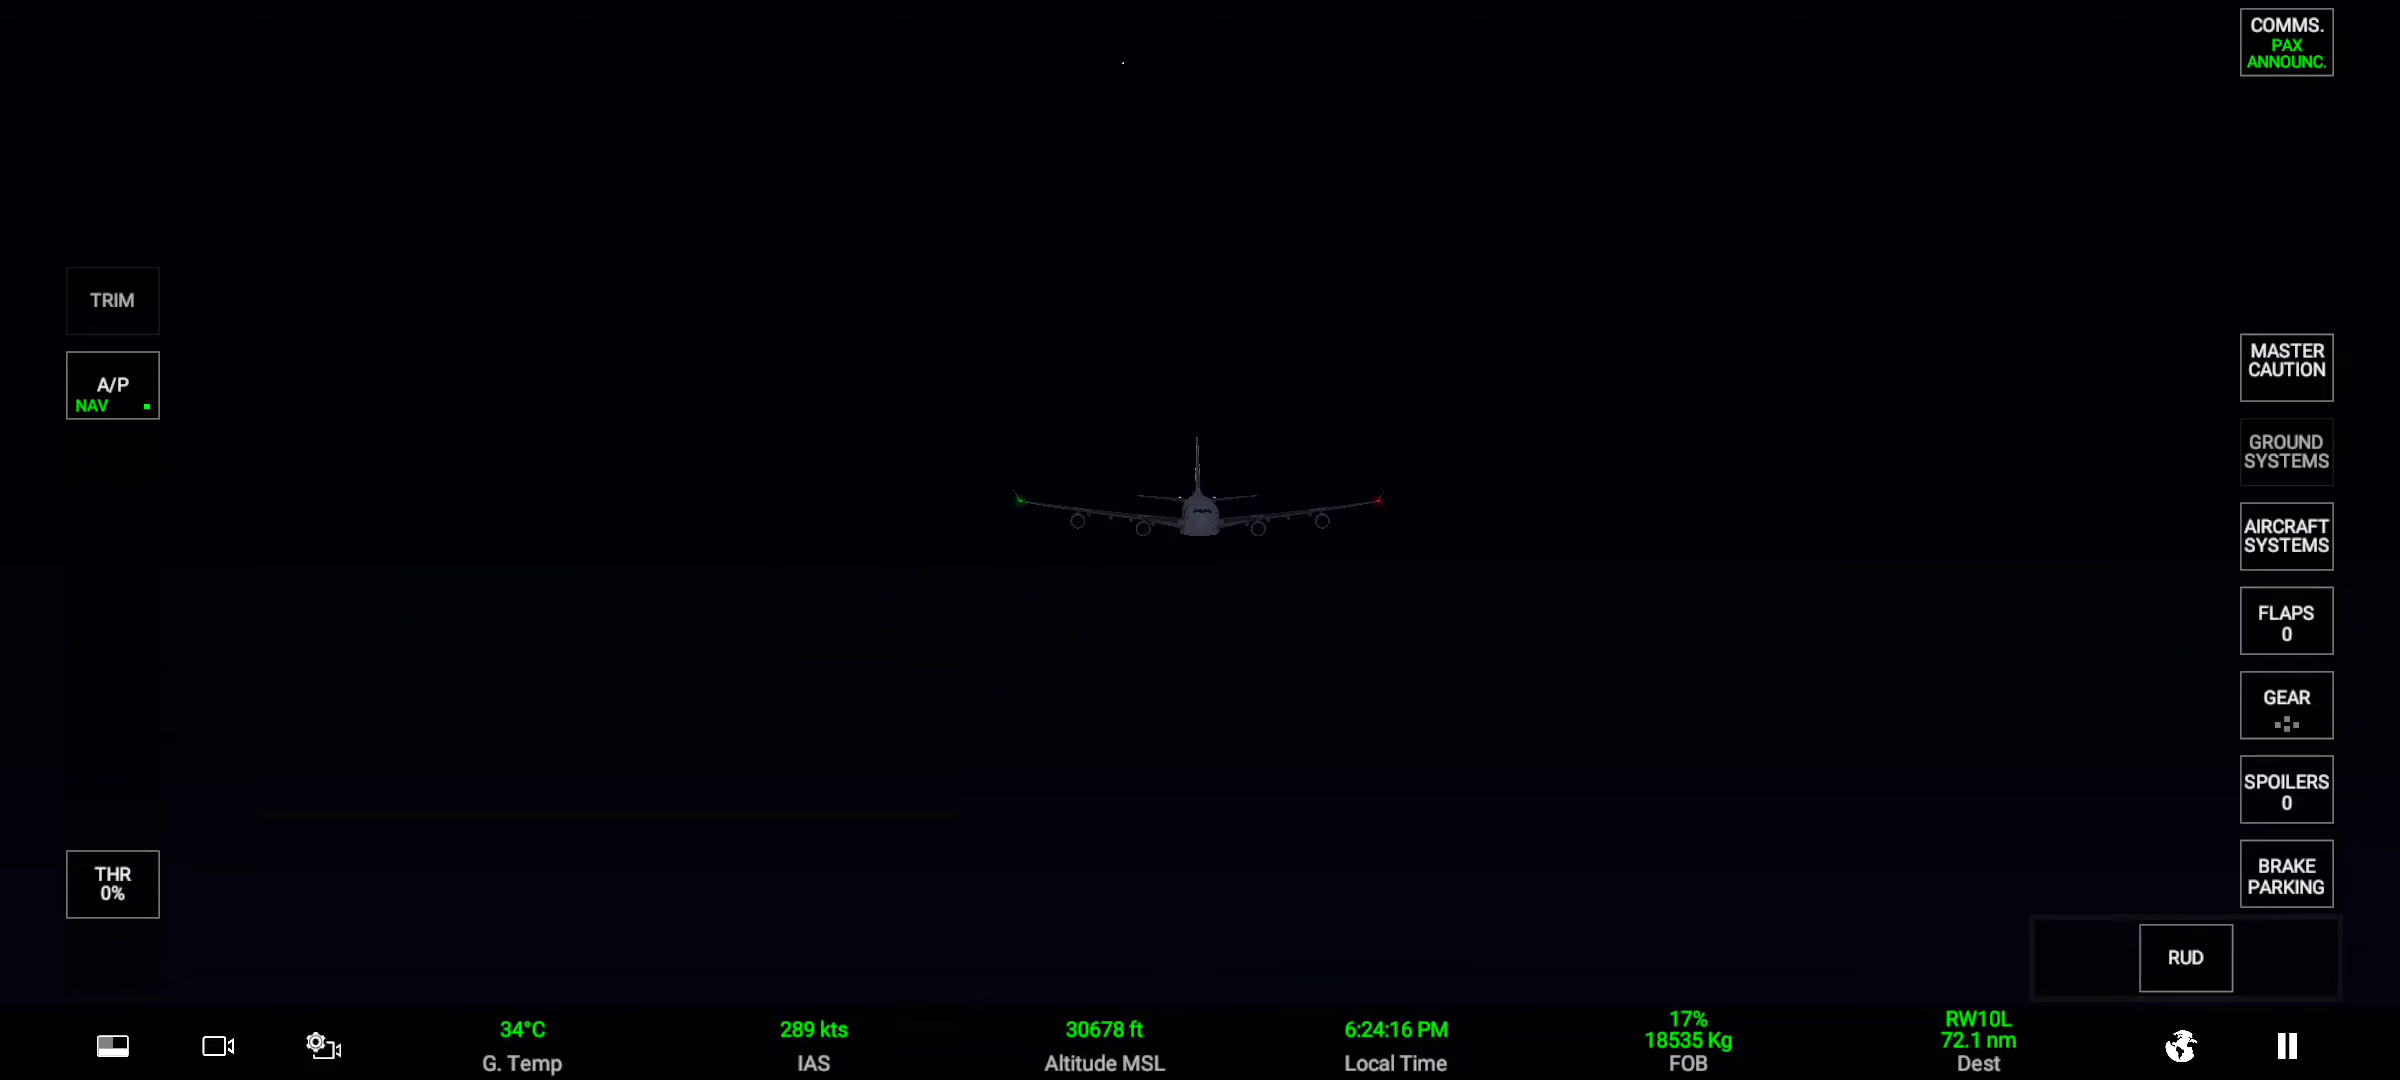 COMMS.
PAX
ANNOUNC.
TRIM
A/P
NAV
MASTER
CAUTION
GROUND
SYSTEMS
AIRCRAFT
SYSTEMS
FLAPS
0
GEAR
SPOILERS
0
THR
0%
BRAKE
PARKING
RUD
34°C
G. Temp
289 kts
IAS
30678 ft
Altitude MSL
6:24:16 PM
Local Time
17%
18535 Kg
FOB
RW10L
72.1 nm
Dest